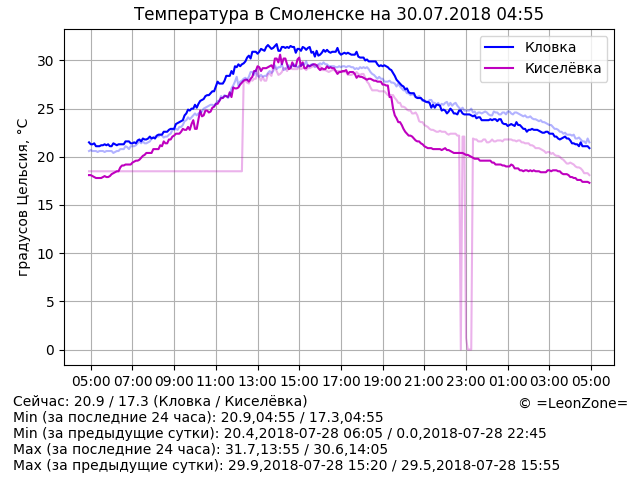 Температура в Смоленске на 30.07.2018 04:55
Кловка
Киселёвка
градусов Цельсия, °C
30
25
20
15
10
5
0
05:00 07:00 09:00 11:00 13:00 15:00 17:00 19:00 21:00 23:00 01:00 03:00 05:00
Сейчас: 20.9 / 17.3 (Кловка / Киселёвка)
© =LeonZone=
Min (за последние 24 часа): 20.9,04:55 / 17.3,04:55
Min (за предыдущие сутки): 20.4,2018-07-28 06:05 / 0.0,2018-07-28 22:45
Max (за последние 24 часа): 31.7,13:55 / 30.6,14:05
Max (за предыдущие сутки): 29.9,2018-07-28 15:20 / 29.5,2018-07-28 15:55